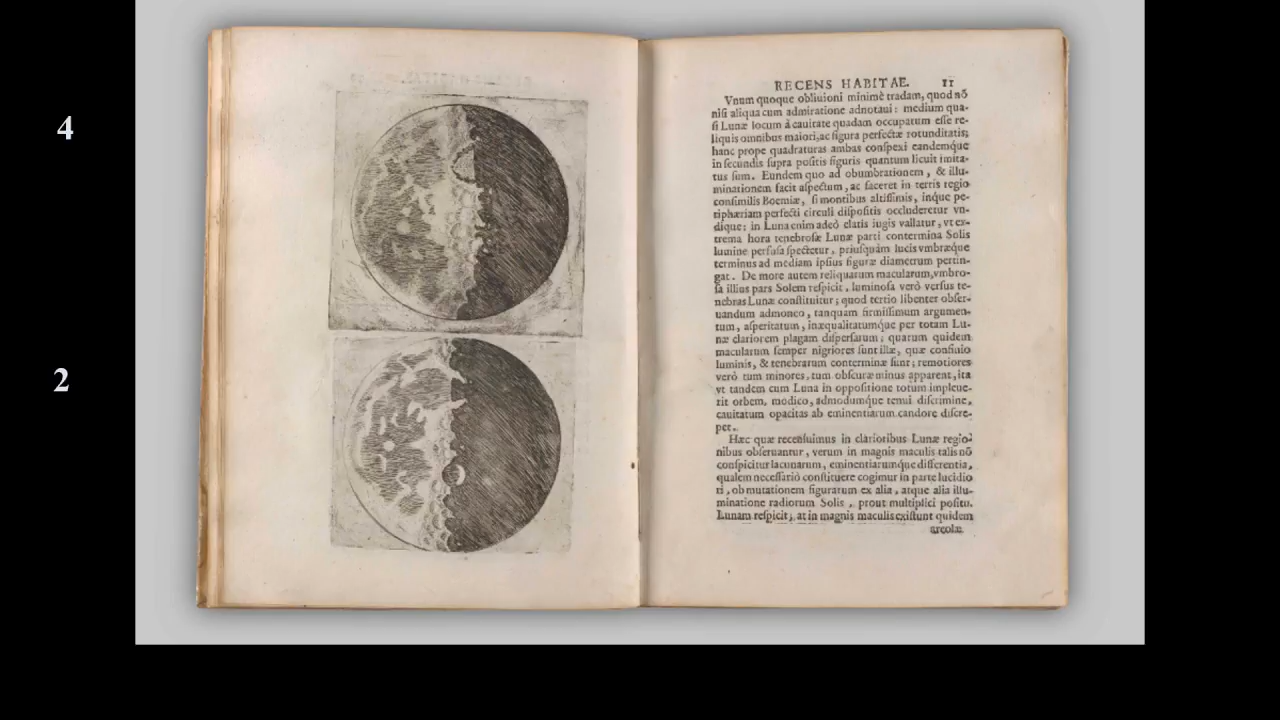 4
2
RECENS HABITAE. 11
Vnum quoque obliuioni minimè tradam, quod nõ
nisi aliqua cum admiratione adnotaui: medium qua-
si Lunæ locum à cauitate quadam occupatum esse re-
liquis omnibus maiori, ac figura perfectæ rotunditatis;
hanc prope quadraturas ambas conspexi eandemque
in secundis supra positis figuris quantum licuit imita-
tus sum. Eundem quo ad obumbrationem, & illu-
minationem facit aspectum, ac faceret in terris regio
consimilis Boemiæ, si montibus altissimis, inque pe-
riphæriam perfecti circuli dispositis occluderetur vn-
dique: in Luna enim adeò elatis iugis vallatur, vt ex-
trema hora tenebrosæ Lunæ parti contermina Solis
lumine perfusa spectetur, priusquàm lucis vmbræque
terminus ad mediam ipsius figuræ diametrum pertin-
gat. De more autem reliquarum macularum, vmbro-
sa illius pars Solem respicit, luminosa verò versus te-
nebras Lunæ constituitur; quod tertio libenter obser-
uandum admoneo, tanquam firmissimum argumen-
tum, asperitatum, inæqualitatumque per totam Lu-
næ clariorem plagam dispersarum; quarum quidem
macularum semper nigriores sunt illæ, quæ confinio
luminis, & tenebrarum conterminæ sunt; remotiores
verò tum minores, tum obscuræ minus apparent, ita
vt tandem cum Luna in oppositione totum impleue-
rit orbem, modico, admodumque tenui discrimine,
cauitatum opacitas ab eminentiarum candore discre-
pet.
Hæc quæ recensuimus in clarioribus Lunæ regio-
nibus obseruantur, verum in magnis maculis talis nõ
conspicitur lacunarum, eminentiarumque differentia,
qualem necessariò constituere cogimur in parte lucidio
ri, ob mutationem figurarum ex alia, atque alia illu-
minatione radiorum Solis, prout multiplici positu
Lunam respicit; at in magnis maculis existunt quidem
areolæ